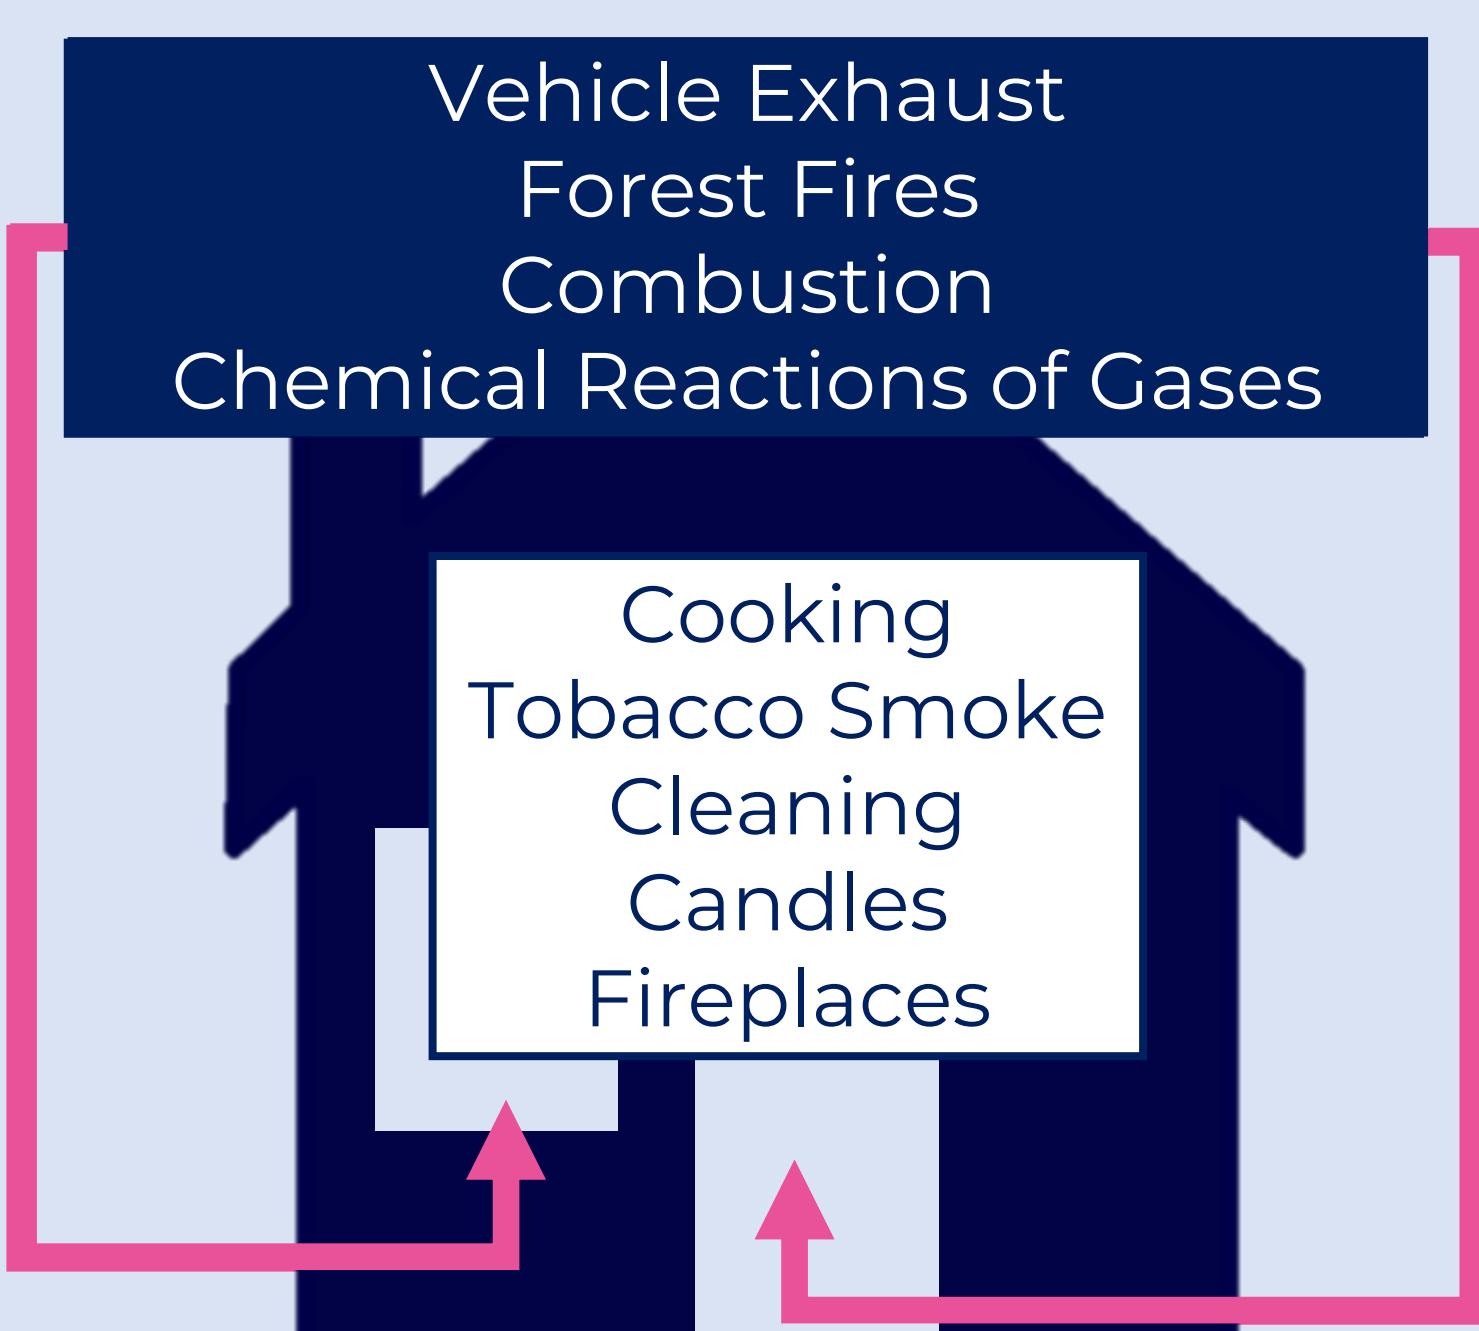 Vehicle Exhaust
Forest Fires
Combustion
Chemical Reactions of Gases
Cooking
Tobacco Smoke
Cleaning
Candles
Fireplaces